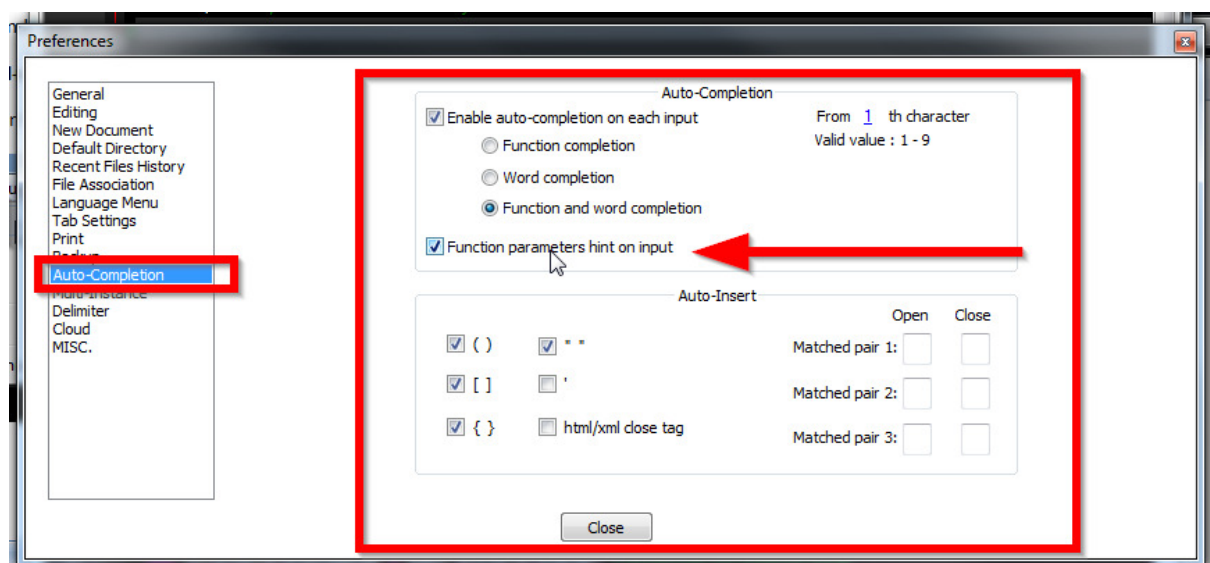 Preferences
General
Editing
New Document
Default Directory
Recent Files History
File Association
Language Menu
Tab Settings
Print
Auto-Completion
Multi-Instance
Delimiter
Cloud
MISC.
Auto-Completion
Enable auto-completion on each input
From 1 th character
Valid value : 1 - 9
Function completion
Word completion
Function and word completion
Function parameters hint on input
Auto-Insert
Open Close
( ) " " Matched pair 1:
[ ] ' Matched pair 2:
{ } html/xml close tag Matched pair 3:
Close